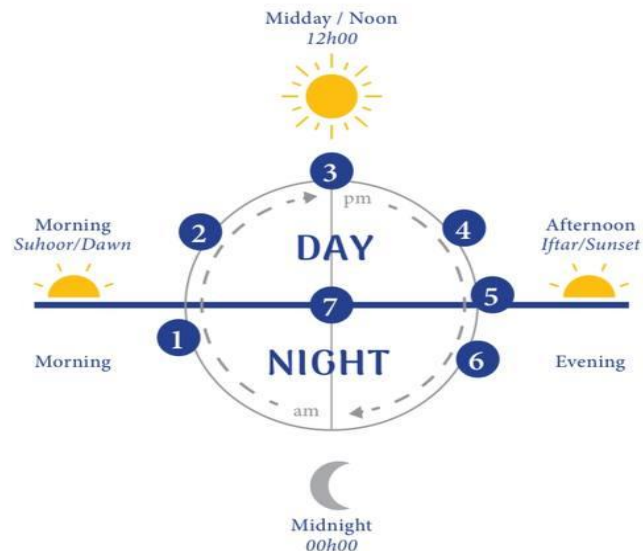 Midday / Noon
12h00
3
pm
Morning
Suhoor/Dawn
2
4
Afternoon
Iftar/Sunset
DAY
7
5
1
Morning
NIGHT
6
Evening
am
Midnight
00h00